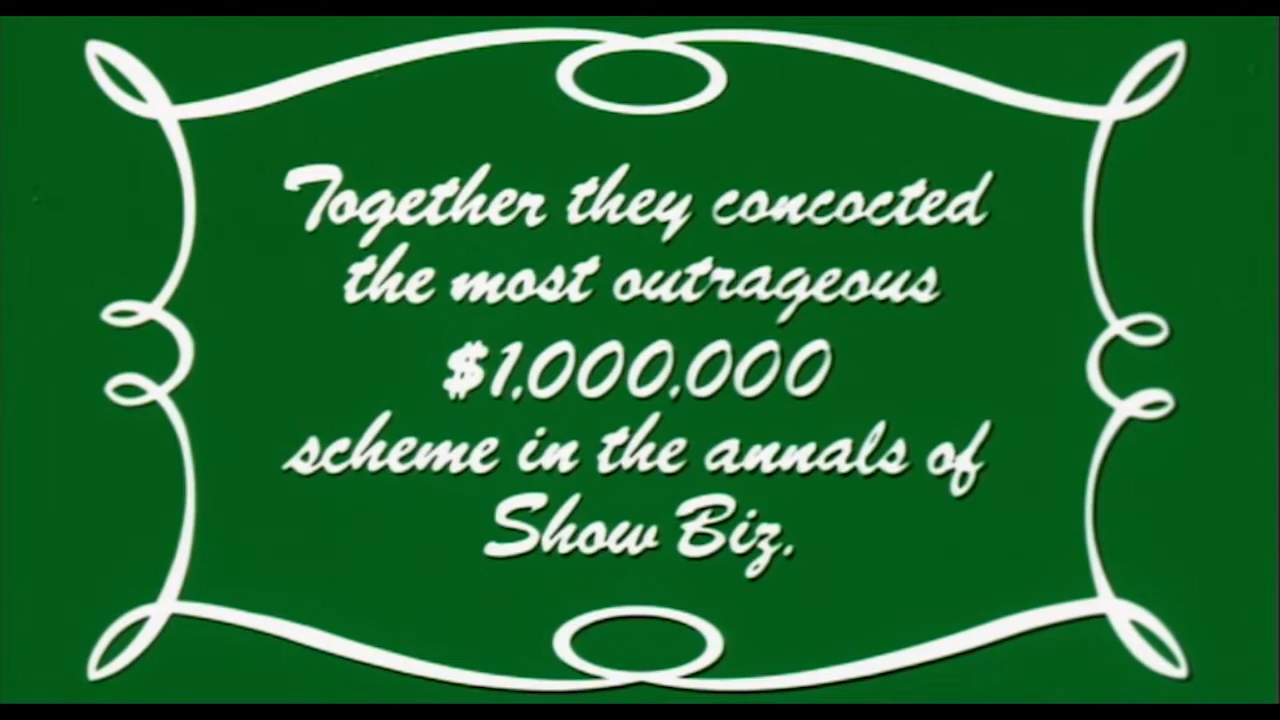 Together they concocted
the most outrageous
$1,000,000
scheme in the annals of
Show Biz.